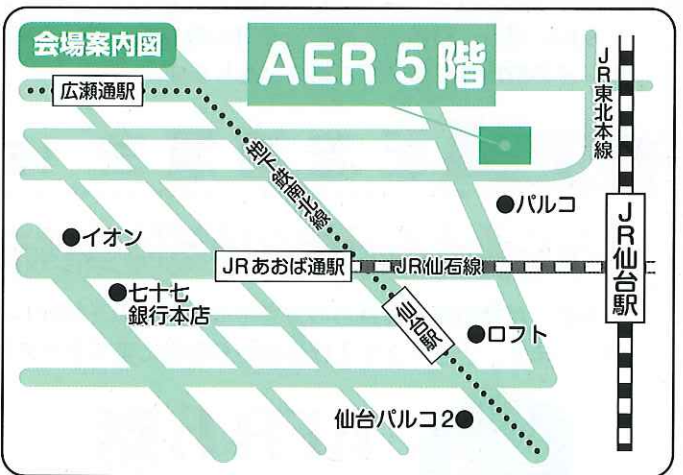 会場案内図
AER 5階
広瀬通駅
JR東北本線
地下鉄南北線
●パルコ
JR仙台駅
●イオン
JRあおば通駅
JR仙石線
●七十七
銀行本店
仙台駅
●ロフト
仙台パルコ2●